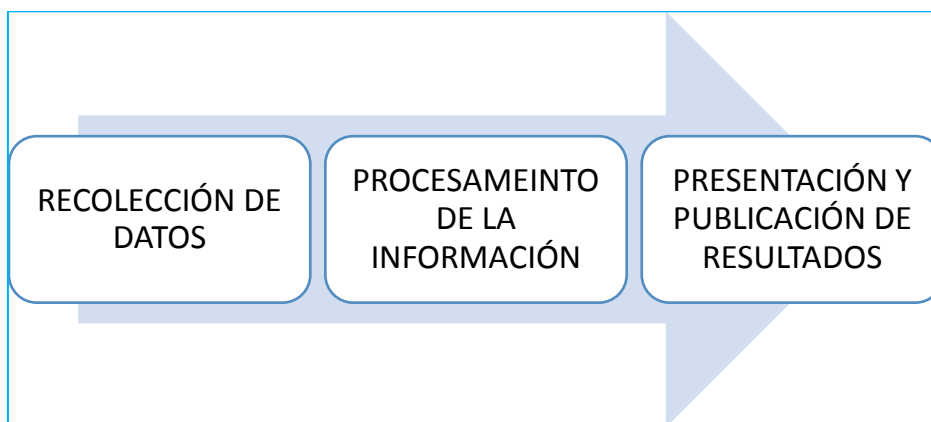 RECOLECCIÓN DE
DATOS
PROCESAMEINTO
DE LA
INFORMACIÓN
PRESENTACIÓN Y
PUBLICACIÓN DE
RESULTADOS